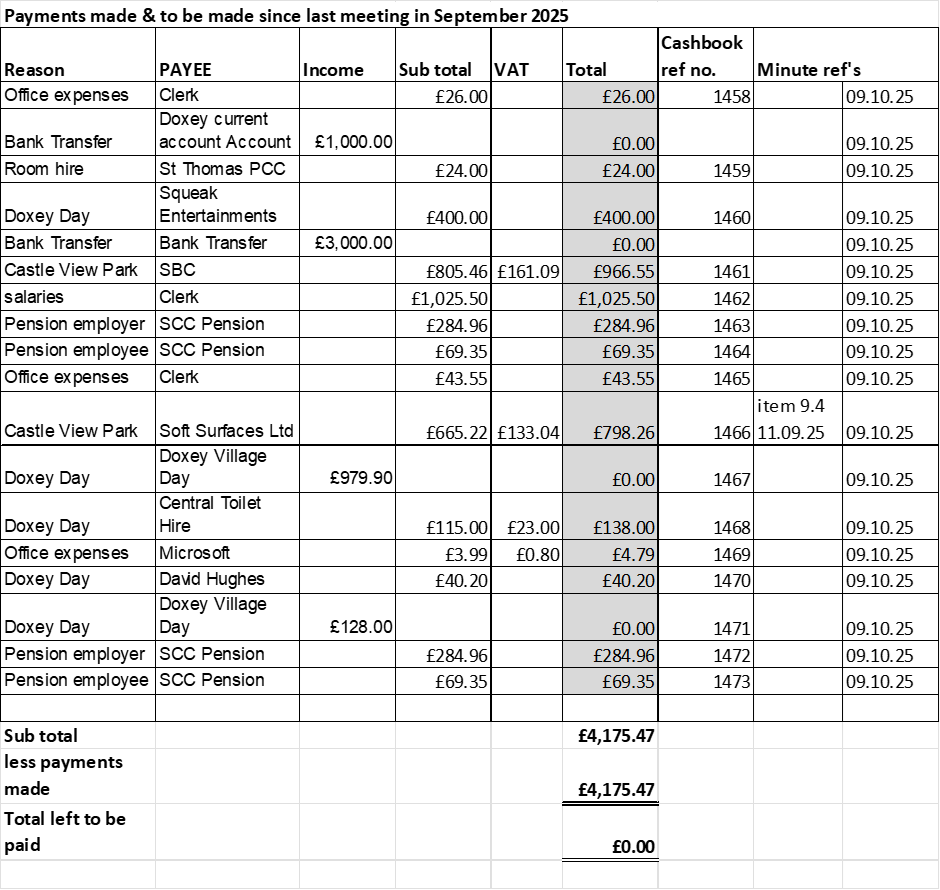 Payments made & to be made since last meeting in September 2025
Cashbook
Reason PAYEE Income Sub total VAT Total ref no. Minute ref's
Office expenses Clerk £26.00 £26.00 1458 09.10.25
Doxey current
Bank Transfer account Account £1,000.00 £0.00 09.10.25
Room hire St Thomas PCC £24.00 £24.00 1459 09.10.25
Squeak
Doxey Day Entertainments £400.00 £400.00 1460 09.10.25
Bank Transfer Bank Transfer £3,000.00 £0.00 09.10.25
Castle View Park SBC £805.46 £161.09 £966.55 1461 09.10.25
salaries Clerk £1,025.50 £1,025.50 1462 09.10.25
Pension employer SCC Pension £284.96 £284.96 1463 09.10.25
Pension employee SCC Pension £69.35 £69.35 1464 09.10.25
Office expenses Clerk £43.55 £43.55 1465 09.10.25
item 9.4
Castle View Park Soft Surfaces Ltd £665.22 £133.04 £798.26 1466 11.09.25 09.10.25
Doxey Village
Doxey Day Day £979.90 £0.00 1467 09.10.25
Central Toilet
Doxey Day Hire £115.00 £23.00 £138.00 1468 09.10.25
Office expenses Microsoft £3.99 £0.80 £4.79 1469 09.10.25
Doxey Day David Hughes £40.20 £40.20 1470 09.10.25
Doxey Village
Doxey Day Day £128.00 £0.00 1471 09.10.25
Pension employer SCC Pension £284.96 £284.96 1472 09.10.25
Pension employee SCC Pension £69.35 £69.35 1473 09.10.25
Sub total £4,175.47
less payments
made £4,175.47
Total left to be
paid £0.00